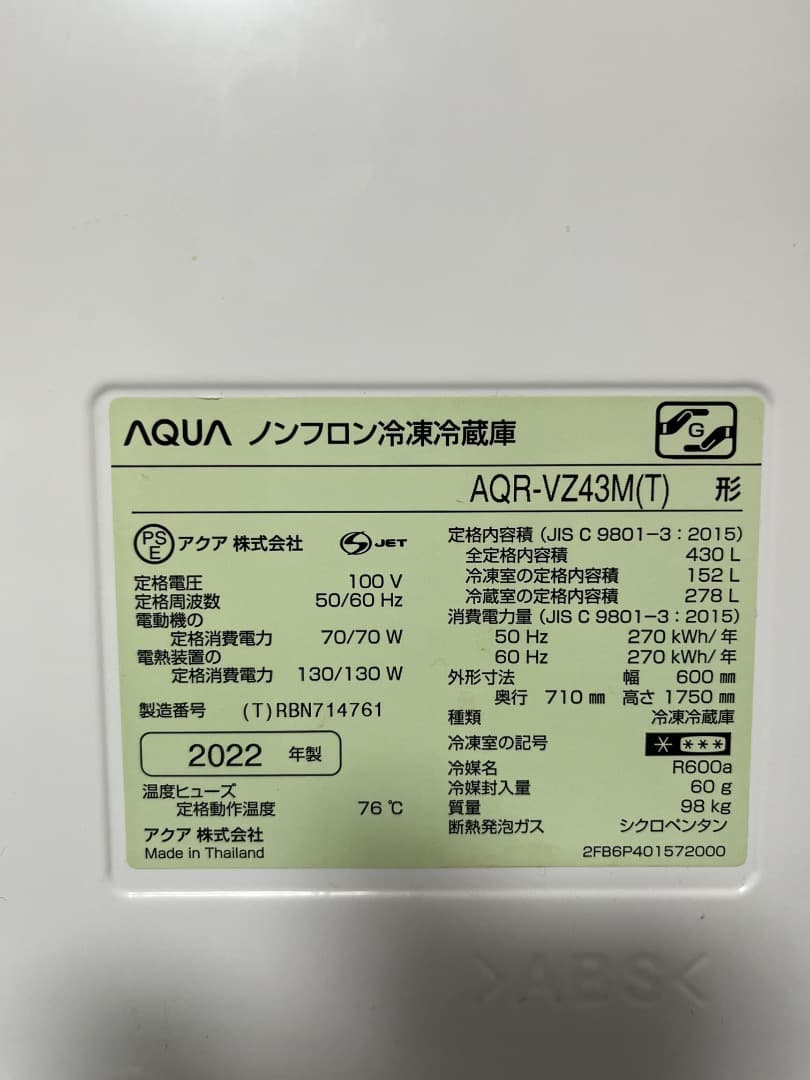 AQUA ノンフロン冷凍冷蔵庫
G
AQR-VZ43M(T) 形
PSE アクア 株式会社 S JET
定格電圧 100 V
定格周波数 50/60 Hz
電動機の
定格消費電力 70/70 W
電熱装置の
定格消費電力 130/130 W
製造番号 (T)RBN714761
2022 年製
温度ヒューズ
定格動作温度 76 ℃
アクア 株式会社
Made in Thailand
定格内容積 (JIS C 9801-3:2015)
全定格内容積 430 L
冷凍室の定格内容積 152 L
冷蔵室の定格内容積 278 L
消費電力量 (JIS C 9801-3:2015)
50 Hz 270 kWh/年
60 Hz 270 kWh/年
外形寸法 幅 600 ㎜
奥行 710 ㎜ 高さ 1750 ㎜
種類 冷凍冷蔵庫
冷凍室の記号 * ***
冷媒名 R600a
冷媒封入量 60 g
質量 98 kg
断熱発泡ガス シクロペンタン
2FB6P401572000
>ABS<